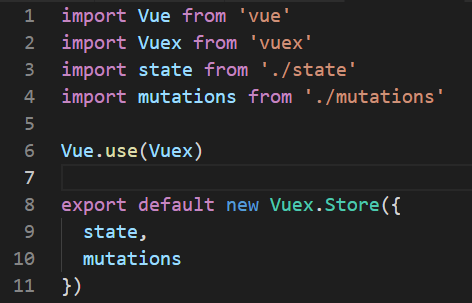 1 import Vue from 'vue'
2 import Vuex from 'vuex'
3 import state from './state'
4 import mutations from './mutations'
5
6 Vue.use(Vuex)
7
8 export default new Vuex.Store({
9   state,
10   mutations
11 })